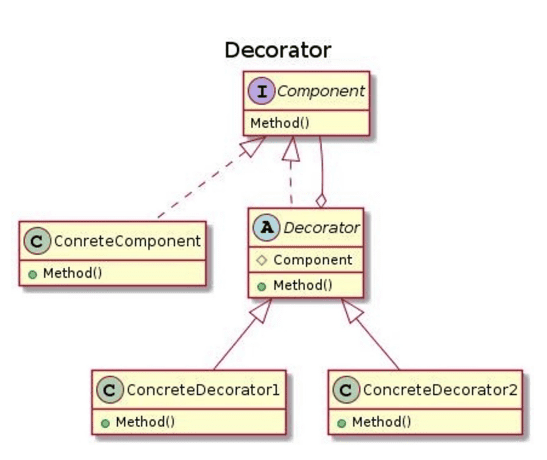 Decorator
I Component
Method()
C ConreteComponent
Method()
A Decorator
Component
Method()
C ConcreteDecorator1
Method()
C ConcreteDecorator2
Method()